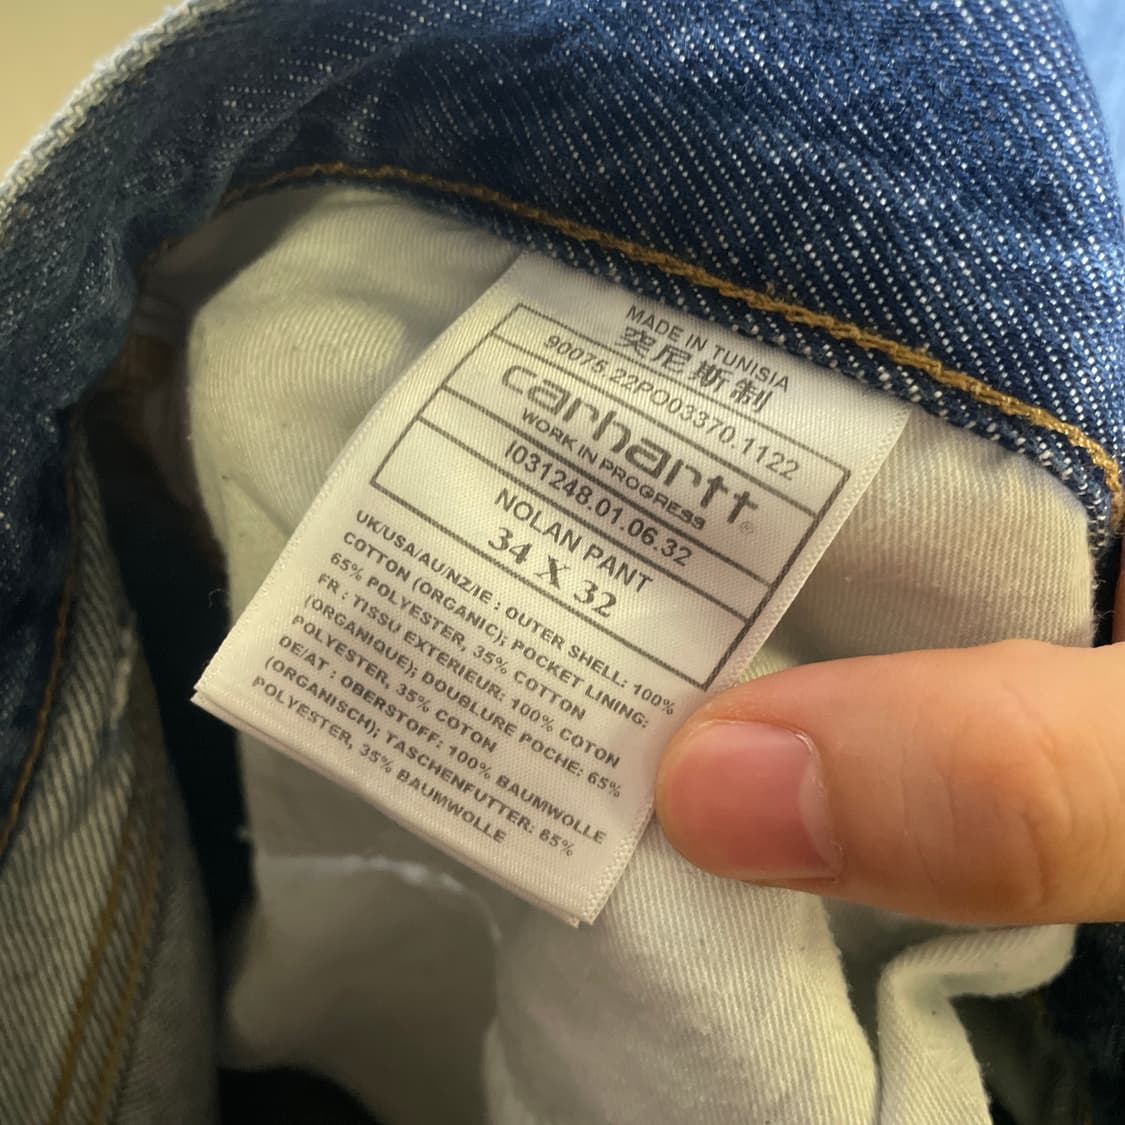 MADE IN TUNISIA
突尼斯制
90076.22PO03370.1122
carhartt®
WORK IN PROGRESS
I031248.01.06.32
NOLAN PANT
34 X 32
UK/USA/AU/NZ/IE : OUTER SHELL: 100%
COTTON (ORGANIC); POCKET LINING:
65% POLYESTER, 35% COTTON
FR : TISSU EXTERIEUR: 100% COTON
(ORGANIQUE); DOUBLURE POCHE: 65%
POLYESTER, 35% COTON
DE/AT : OBERSTOFF: 100% BAUMWOLLE
(ORGANISCH); TASCHENFUTTER: 65%
POLYESTER, 35% BAUMWOLLE